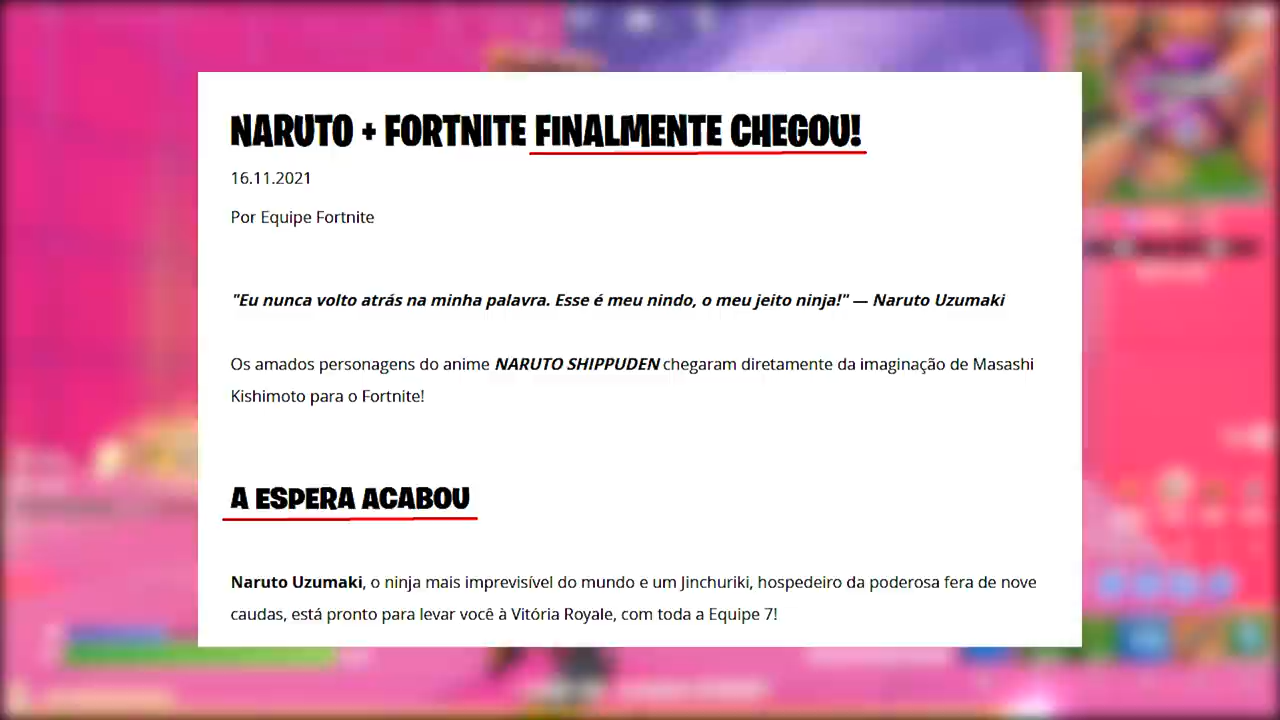 NARUTO + FORTNITE FINALMENTE CHEGOU!
16.11.2021
Por Equipe Fortnite
"Eu nunca volto atrás na minha palavra. Esse é meu nindo, o meu jeito ninja!" — Naruto Uzumaki
Os amados personagens do anime NARUTO SHIPPUDEN chegaram diretamente da imaginação de Masashi
Kishimoto para o Fortnite!
A ESPERA ACABOU
Naruto Uzumaki, o ninja mais imprevisível do mundo e um Jinchuriki, hospedeiro da poderosa fera de nove
caudas, está pronto para levar você à Vitória Royale, com toda a Equipe 7!